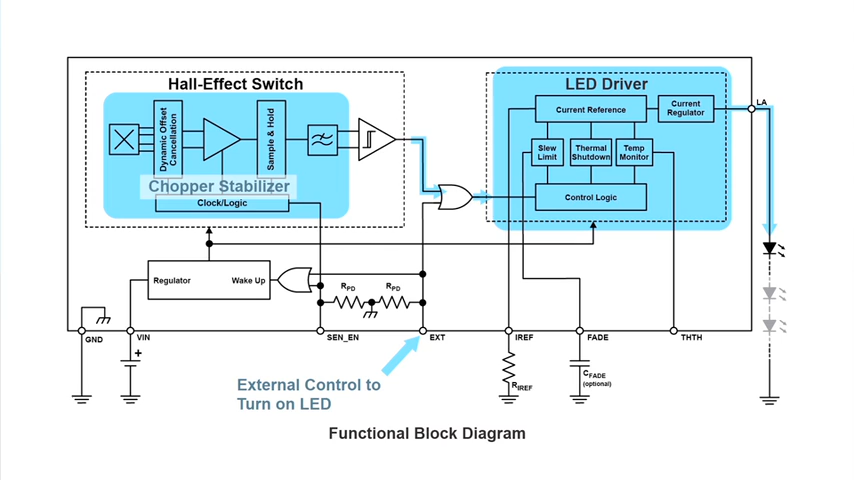 Hall-Effect Switch
LED Driver
Dynamic Offset
Cancellation
Sample & Hold
Chopper Stabilizer
Clock/Logic
Current Reference
Current
Regulator
LA
Slew
Limit
Thermal
Shutdown
Temp
Monitor
Control Logic
Regulator
Wake Up
RPD
RPD
GND
VIN
+
SEN_EN
EXT
IREF
FADE
THTH
RIREF
CFADE
(optional)
External Control to
Turn on LED
Functional Block Diagram